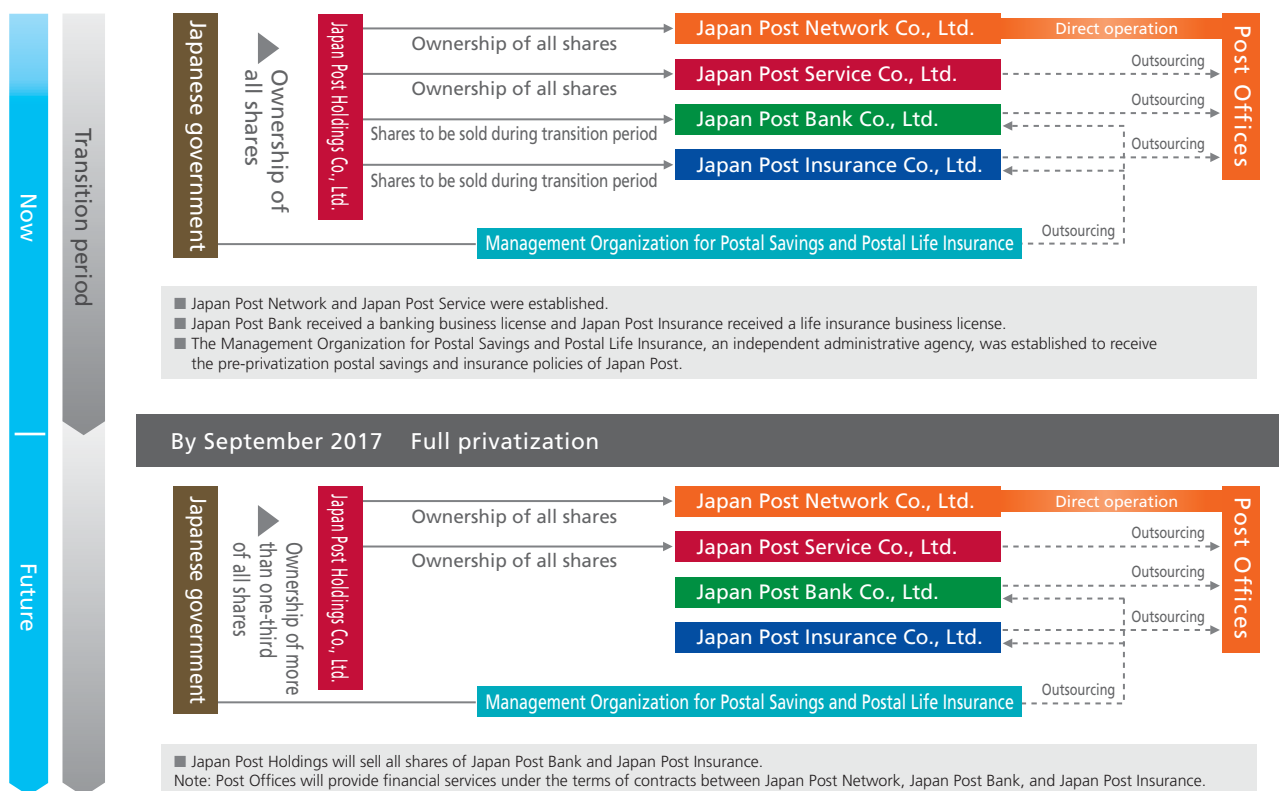 Now
Transition period
Japanese government
Ownership of
all shares
Japan Post Holdings Co., Ltd.
Ownership of all shares
Japan Post Network Co., Ltd.
Direct operation
Post Offices
Ownership of all shares
Japan Post Service Co., Ltd.
Outsourcing
Shares to be sold during transition period
Japan Post Bank Co., Ltd.
Outsourcing
Shares to be sold during transition period
Japan Post Insurance Co., Ltd.
Outsourcing
Management Organization for Postal Savings and Postal Life Insurance
Outsourcing
■ Japan Post Network and Japan Post Service were established.
■ Japan Post Bank received a banking business license and Japan Post Insurance received a life insurance business license.
■ The Management Organization for Postal Savings and Postal Life Insurance, an independent administrative agency, was established to receive
the pre-privatization postal savings and insurance policies of Japan Post.
By September 2017 Full privatization
Future
Japanese government
Ownership of more
than one-third
of all shares
Japan Post Holdings Co., Ltd.
Ownership of all shares
Japan Post Network Co., Ltd.
Direct operation
Post Offices
Ownership of all shares
Japan Post Service Co., Ltd.
Outsourcing
Japan Post Bank Co., Ltd.
Outsourcing
Japan Post Insurance Co., Ltd.
Outsourcing
Management Organization for Postal Savings and Postal Life Insurance
Outsourcing
■ Japan Post Holdings will sell all shares of Japan Post Bank and Japan Post Insurance.
Note: Post Offices will provide financial services under the terms of contracts between Japan Post Network, Japan Post Bank, and Japan Post Insurance.